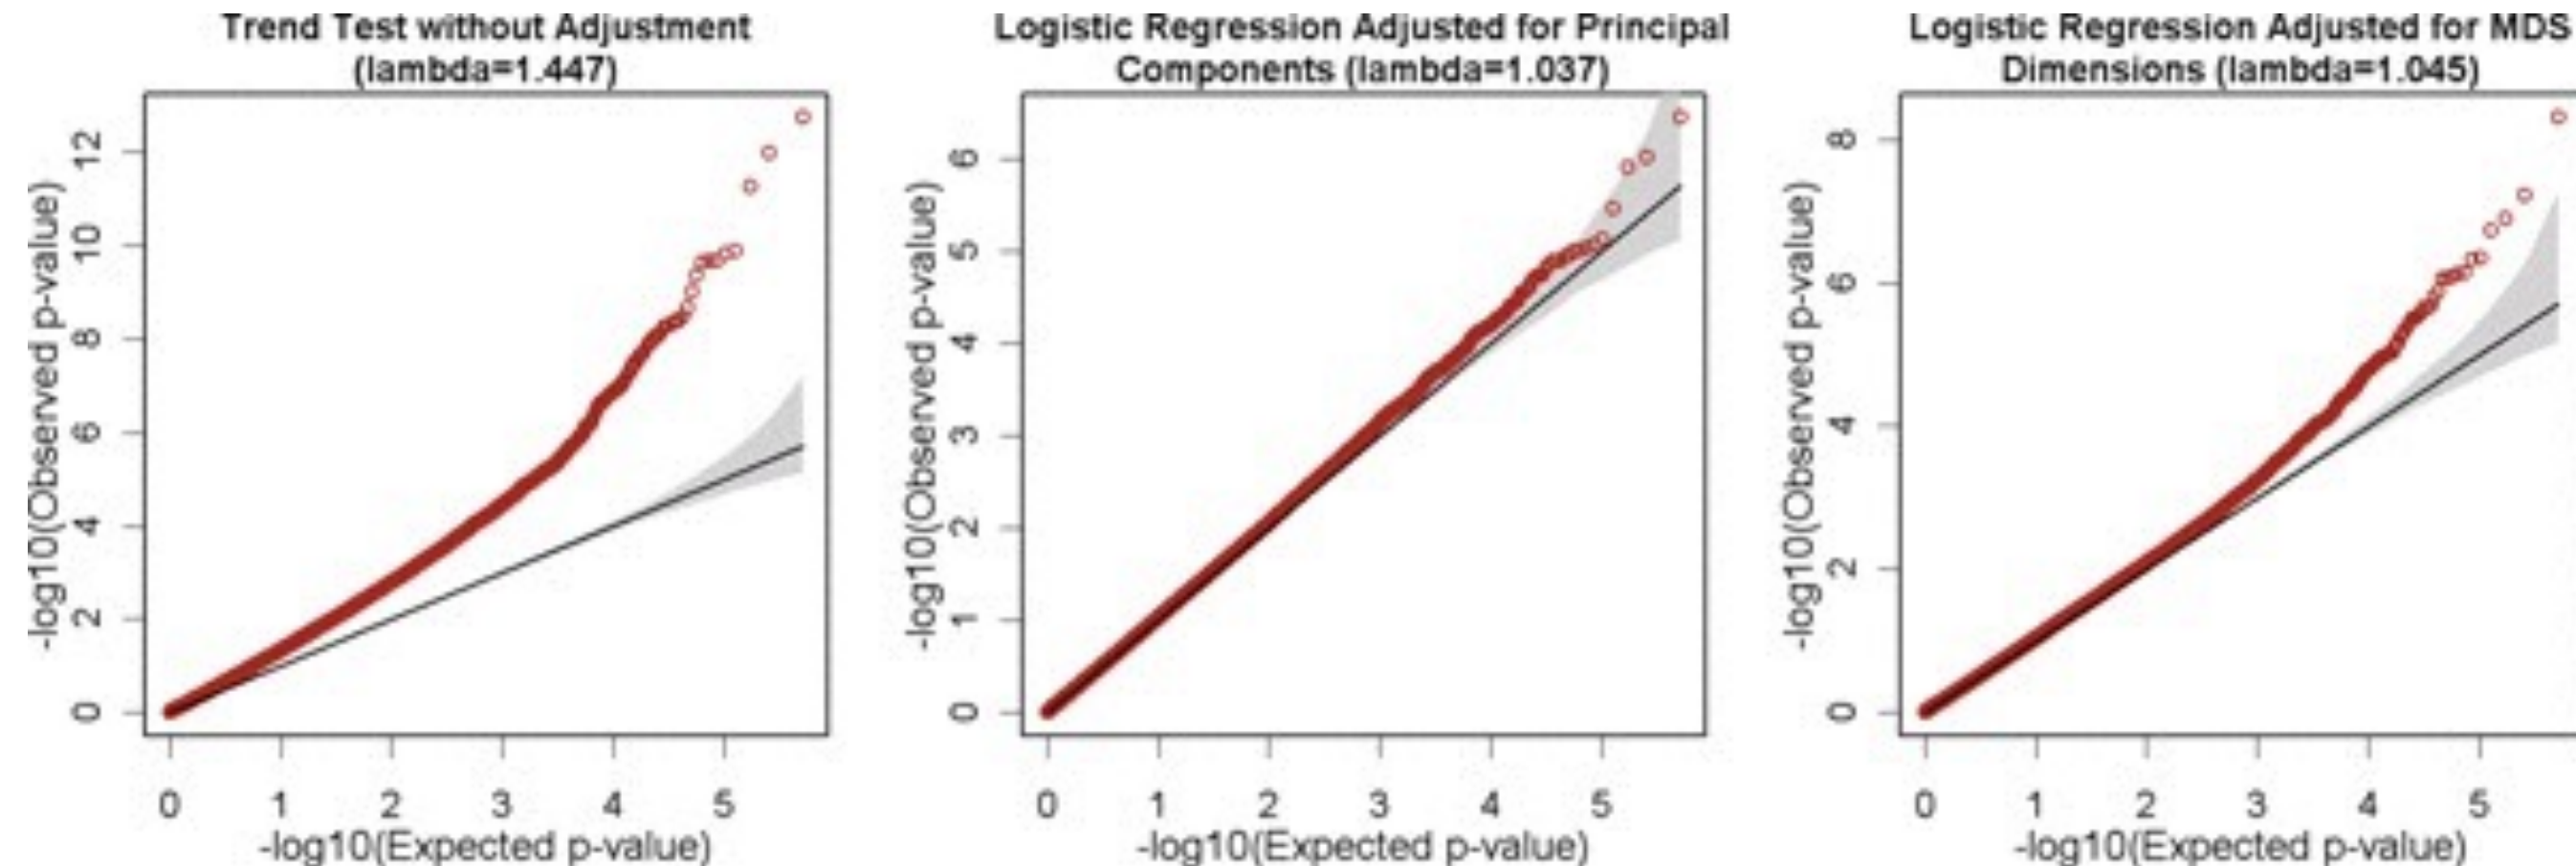 Trend Test without Adjustment
(lambda=1.447)
-log10(Observed p-value)
12
10
8
6
4
2
0
0 1 2 3 4 5
-log10(Expected p-value)
Logistic Regression Adjusted for Principal
Components (lambda=1.037)
-log10(Observed p-value)
6
5
4
3
2
1
0
0 1 2 3 4 5
-log10(Expected p-value)
Logistic Regression Adjusted for MDS
Dimensions (lambda=1.045)
-log10(Observed p-value)
8
6
4
2
0
0 1 2 3 4 5
-log10(Expected p-value)